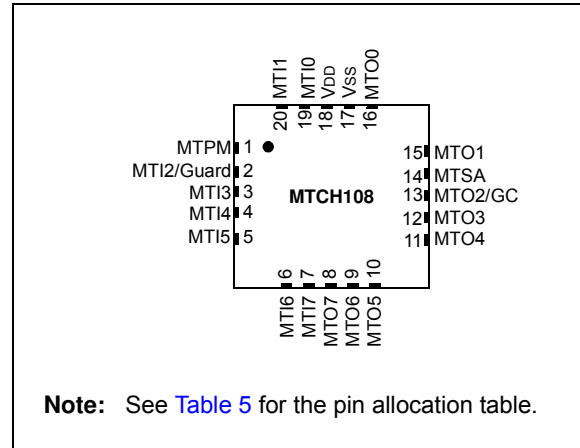 20 MTI1
19 MTI0
18 VDD
17 VSS
16 MTO0
MTPM 1
MTI2/Guard 2
MTI3 3
MTI4 4
MTI5 5
MTCH108
15 MTO1
14 MTSA
13 MTO2/GC
12 MTO3
11 MTO4
MTI6 6
MTI7 7
MTO7 8
MTO6 9
MTO5 10
Note: See Table 5 for the pin allocation table.